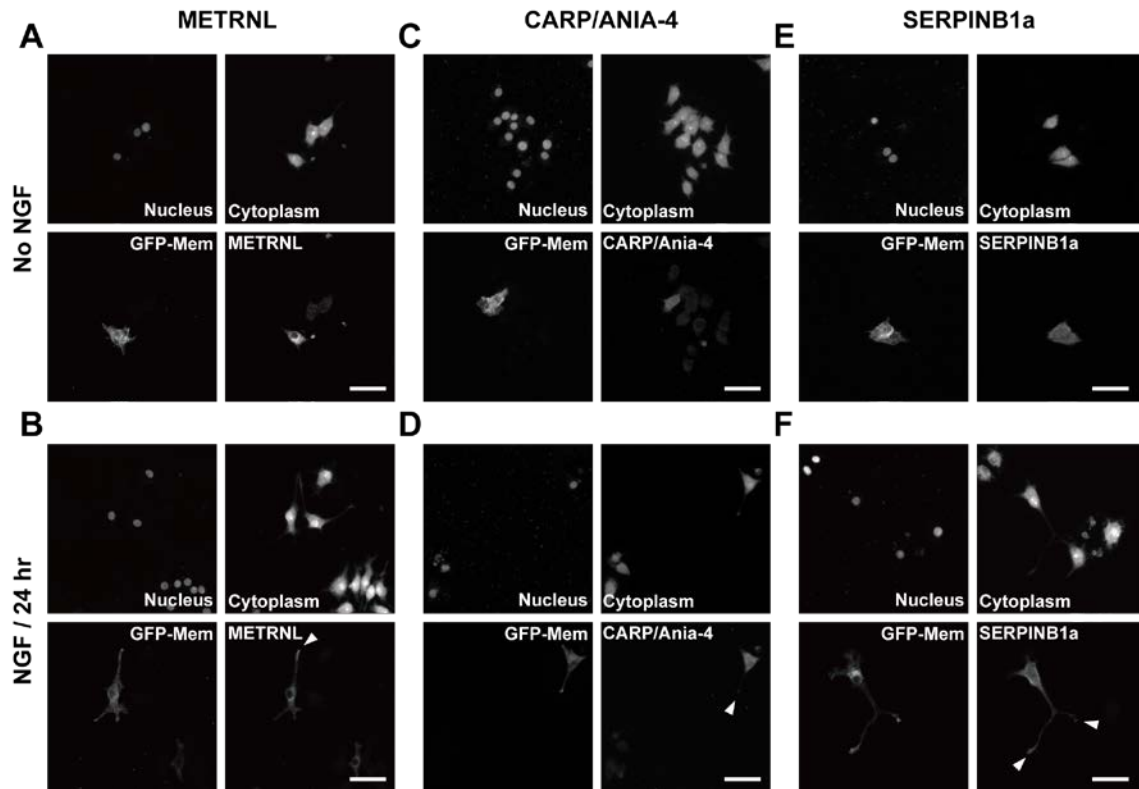 METRNL
CARP/ANIA-4
SERPINB1a
A
C
E
No NGF
Nucleus
Cytoplasm
Nucleus
Cytoplasm
Nucleus
Cytoplasm
GFP-Mem
METRNL
GFP-Mem
CARP/Ania-4
GFP-Mem
SERPINB1a
B
D
F
NGF / 24 hr
Nucleus
Cytoplasm
Nucleus
Cytoplasm
Nucleus
Cytoplasm
GFP-Mem
METRNL
GFP-Mem
CARP/Ania-4
GFP-Mem
SERPINB1a